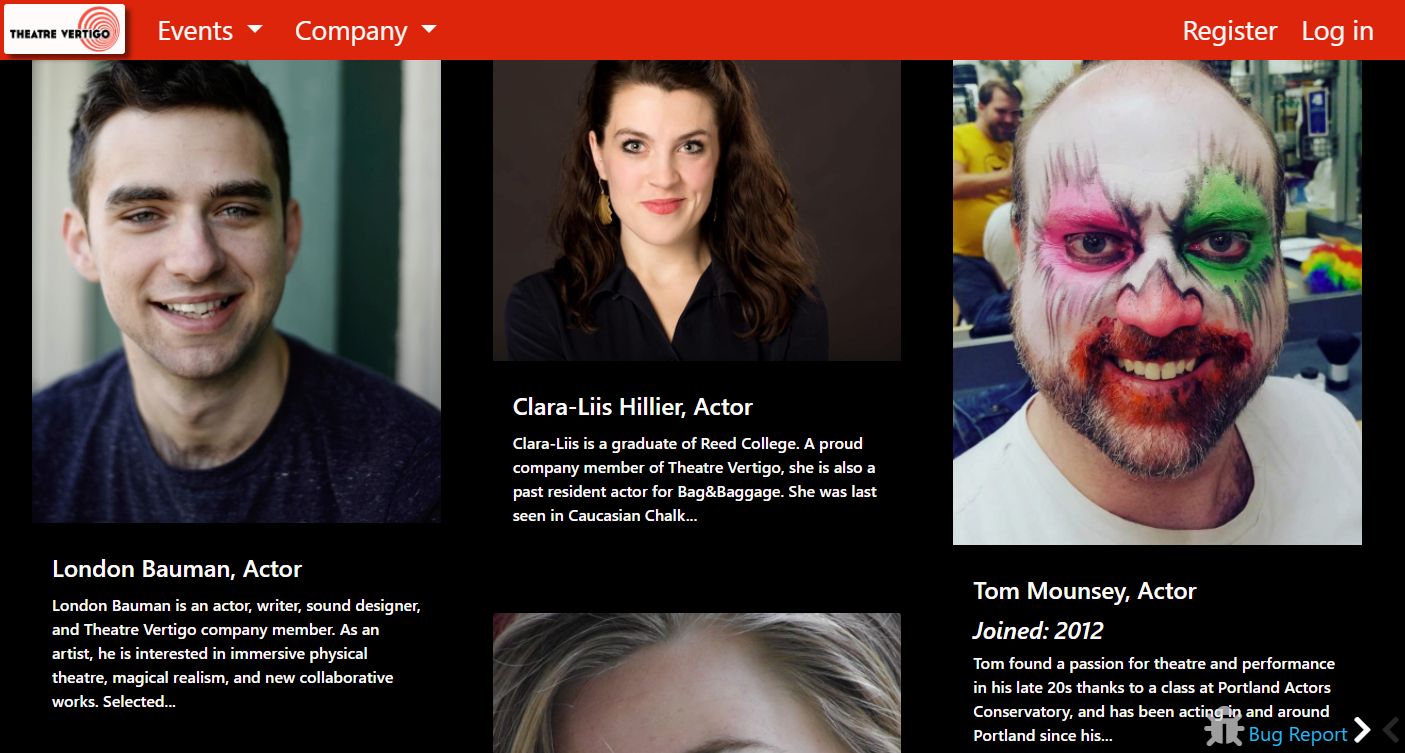 THEATRE VERTIGO
Events
Company
Register
Log in
London Bauman, Actor
London Bauman is an actor, writer, sound designer,
and Theatre Vertigo company member. As an
artist, he is interested in immersive physical
theatre, magical realism, and new collaborative
works. Selected...
Clara-Liis Hillier, Actor
Clara-Liis is a graduate of Reed College. A proud
company member of Theatre Vertigo, she is also a
past resident actor for Bag&Baggage. She was last
seen in Caucasian Chalk...
Tom Mounsey, Actor
Joined: 2012
Tom found a passion for theatre and performance
in his late 20s thanks to a class at Portland Actors
Conservatory, and has been acting in and around
Portland since his...
Bug Report